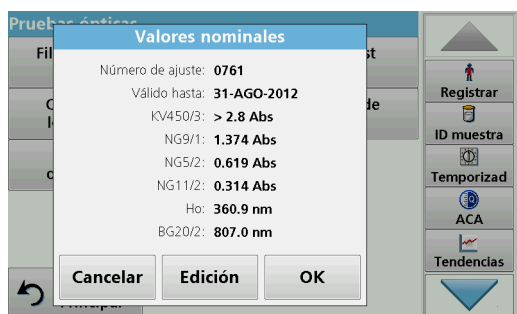 Pruebas ópticas
Valores nominales
Número de ajuste: 0761
Válido hasta: 31-AGO-2012
KV450/3: > 2.8 Abs
NG9/1: 1.374 Abs
NG5/2: 0.619 Abs
NG11/2: 0.314 Abs
Ho: 360.9 nm
BG20/2: 807.0 nm
Cancelar
Edición
OK
Registrar
ID muestra
Temporizad
ACA
Tendencias